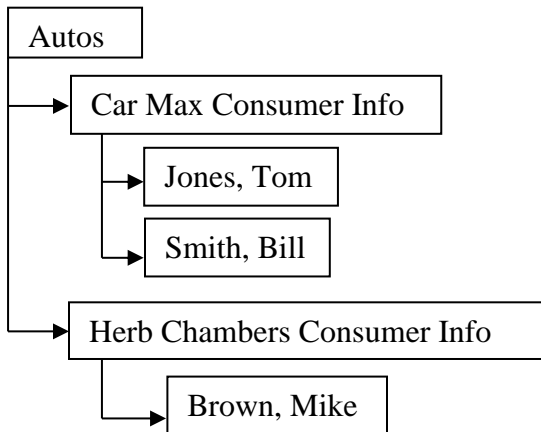 Autos
Car Max Consumer Info
Jones, Tom
Smith, Bill
Herb Chambers Consumer Info
Brown, Mike